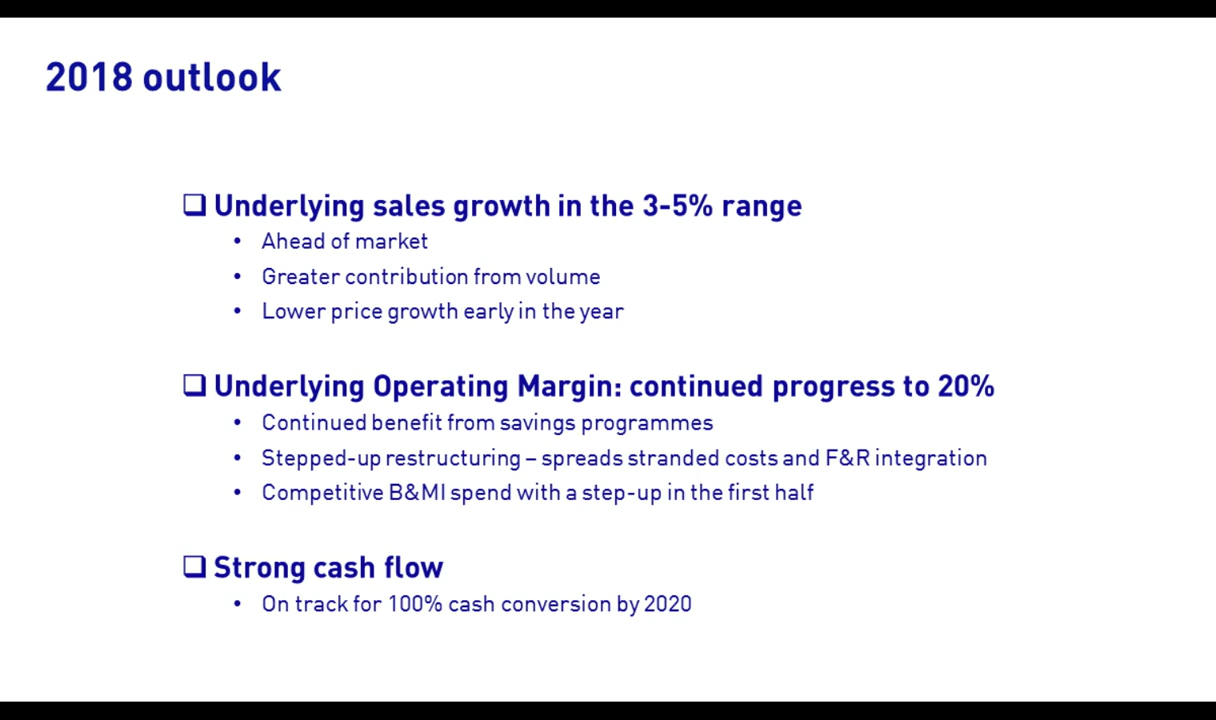 2018 outlook
❑ Underlying sales growth in the 3-5% range
• Ahead of market
• Greater contribution from volume
• Lower price growth early in the year
❑ Underlying Operating Margin: continued progress to 20%
• Continued benefit from savings programmes
• Stepped-up restructuring – spreads stranded costs and F&R integration
• Competitive B&MI spend with a step-up in the first half
❑ Strong cash flow
• On track for 100% cash conversion by 2020